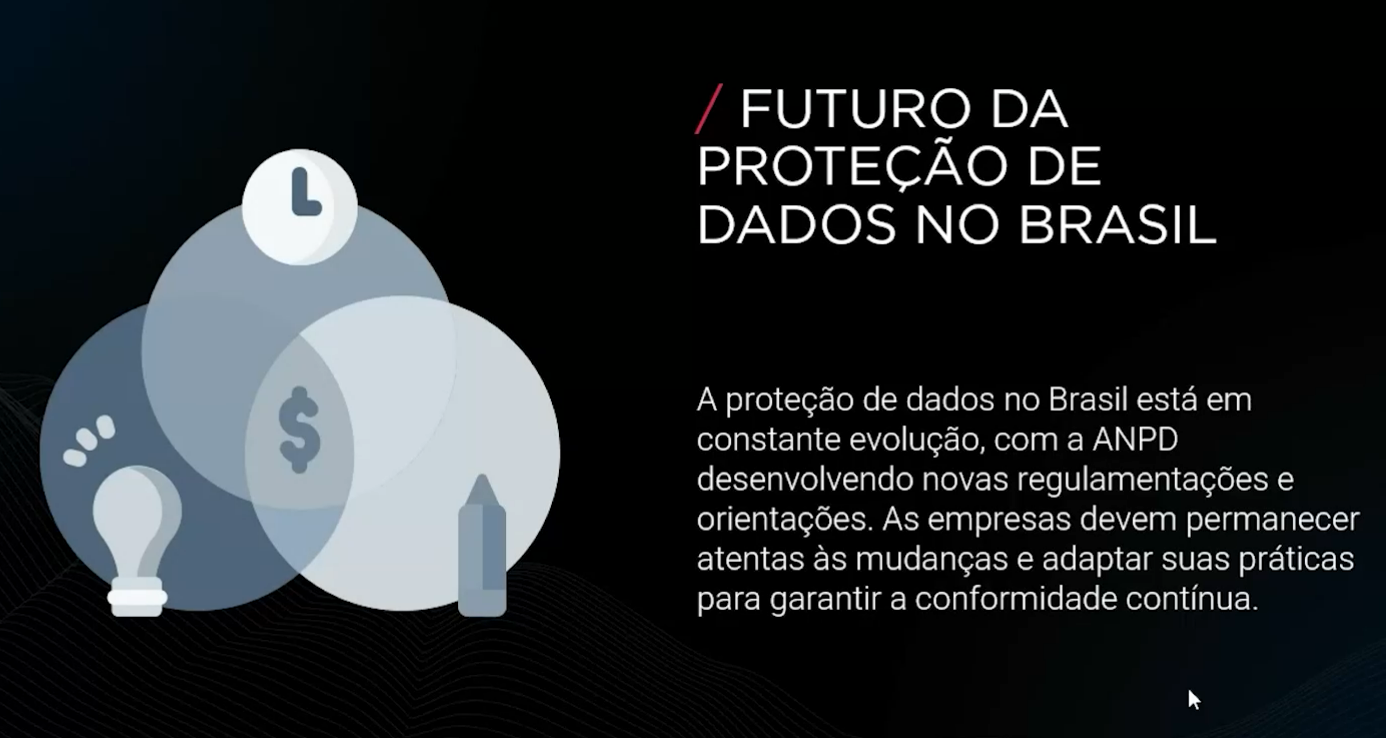 / FUTURO DA
PROTEÇÃO DE
DADOS NO BRASIL
A proteção de dados no Brasil está em
constante evolução, com a ANPD
desenvolvendo novas regulamentações e
orientações. As empresas devem permanecer
atentas às mudanças e adaptar suas práticas
para garantir a conformidade contínua.
$